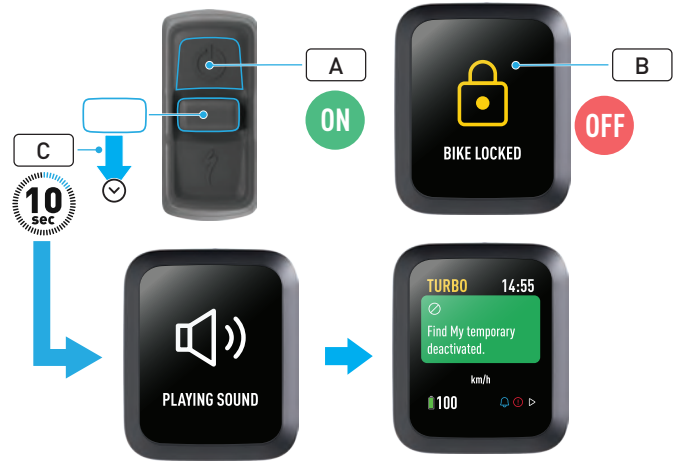 A
B
ON
OFF
BIKE LOCKED
C
10
sec
TURBO 14:55
Find My temporary
deactivated.
km/h
100
PLAYING SOUND